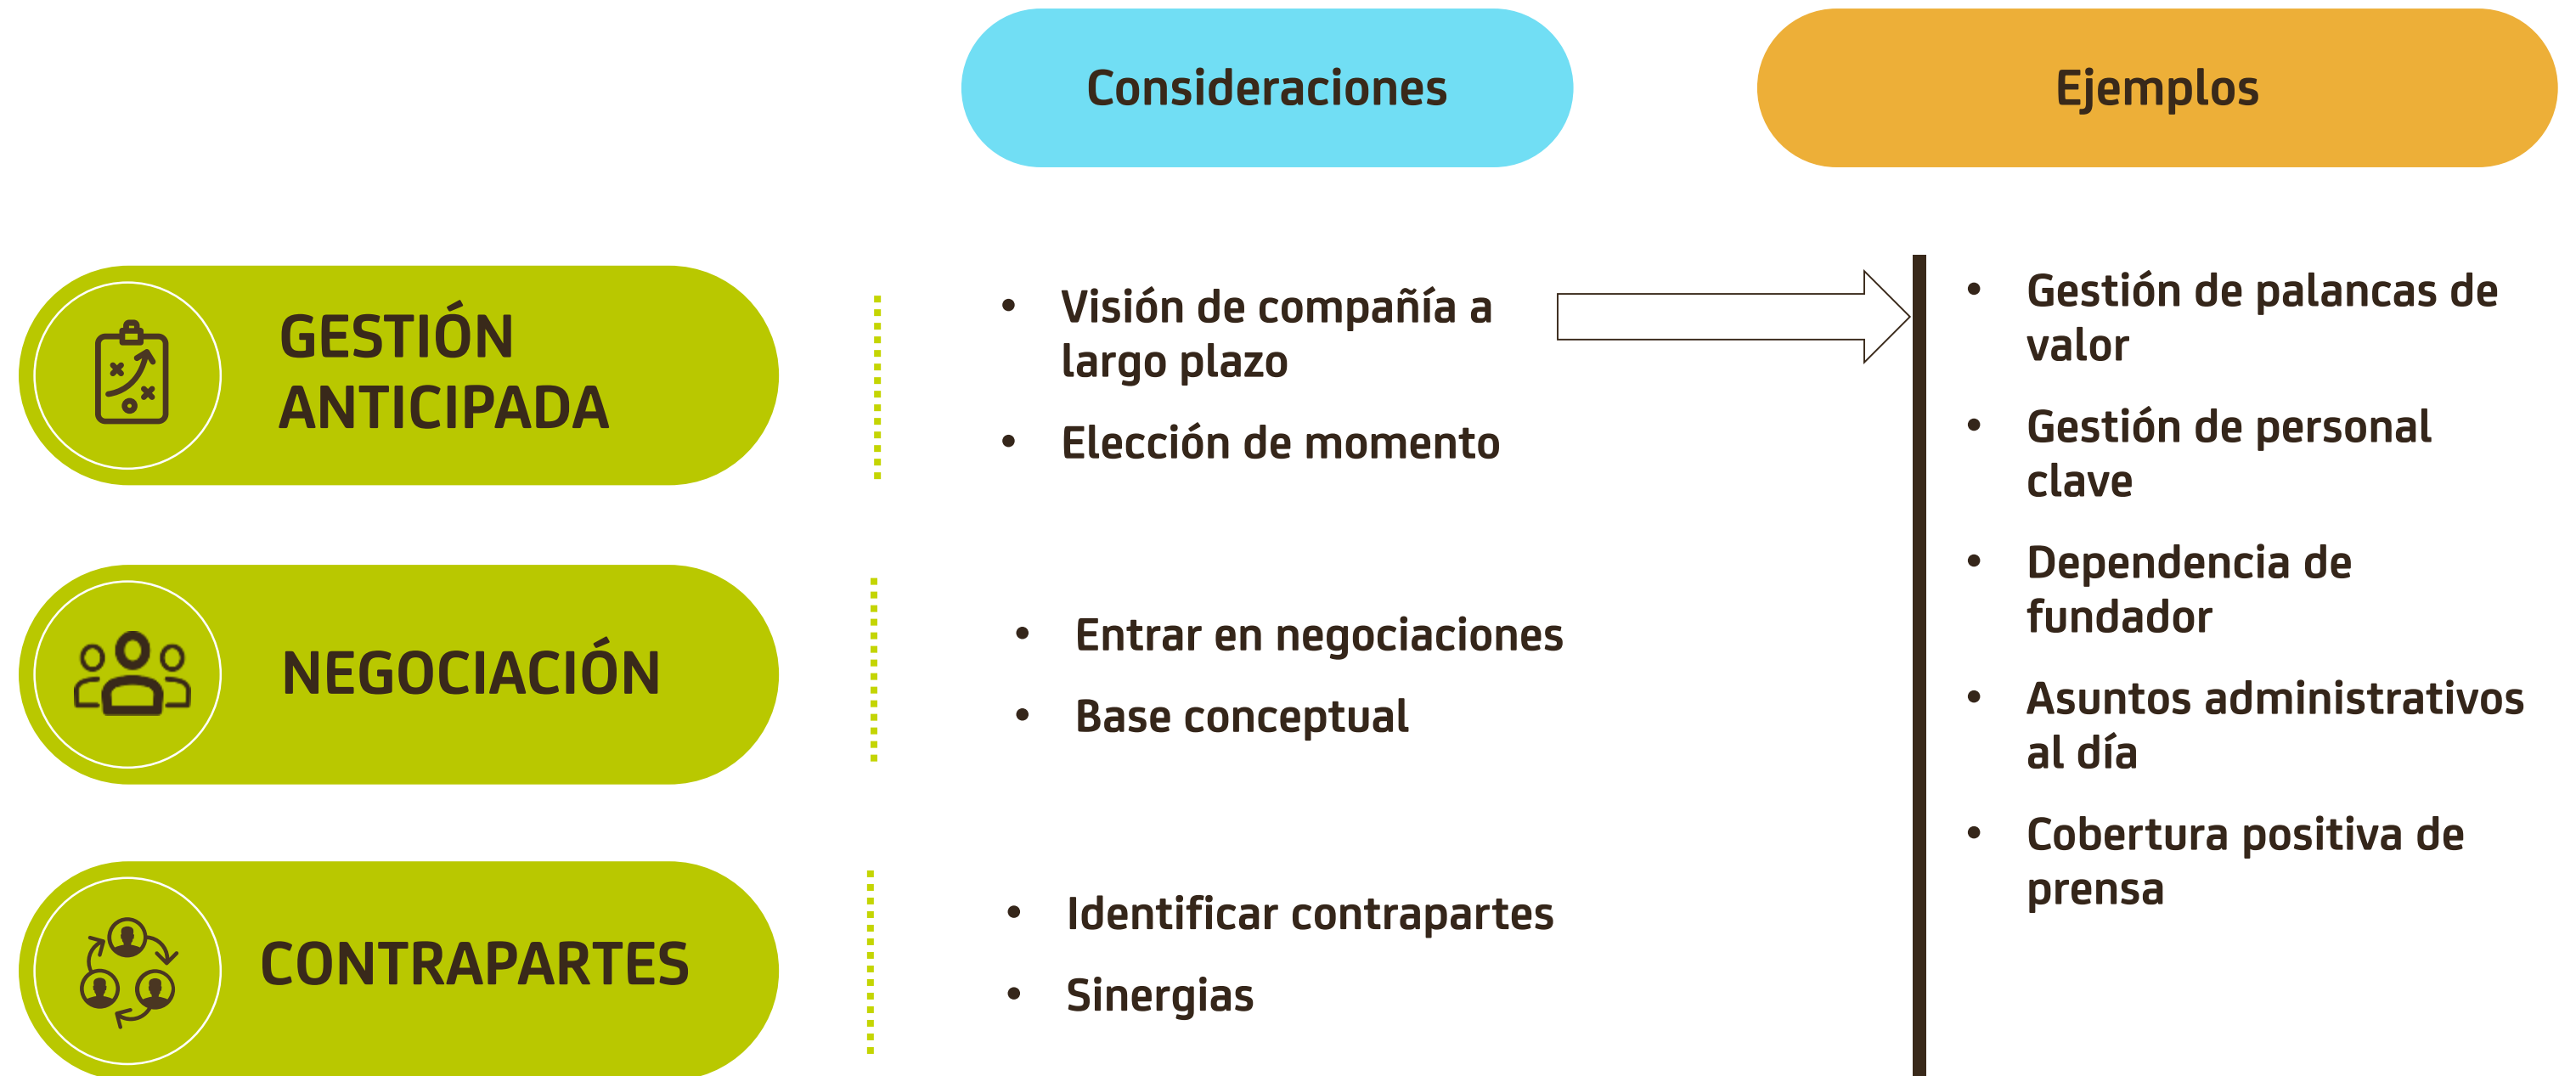 Consideraciones
Ejemplos
GESTIÓN
ANTICIPADA
• Visión de compañía a
largo plazo
• Elección de momento
NEGOCIACIÓN
• Entrar en negociaciones
• Base conceptual
CONTRAPARTES
• Identificar contrapartes
• Sinergias
• Gestión de palancas de
valor
• Gestión de personal
clave
• Dependencia de
fundador
• Asuntos administrativos
al día
• Cobertura positiva de
prensa